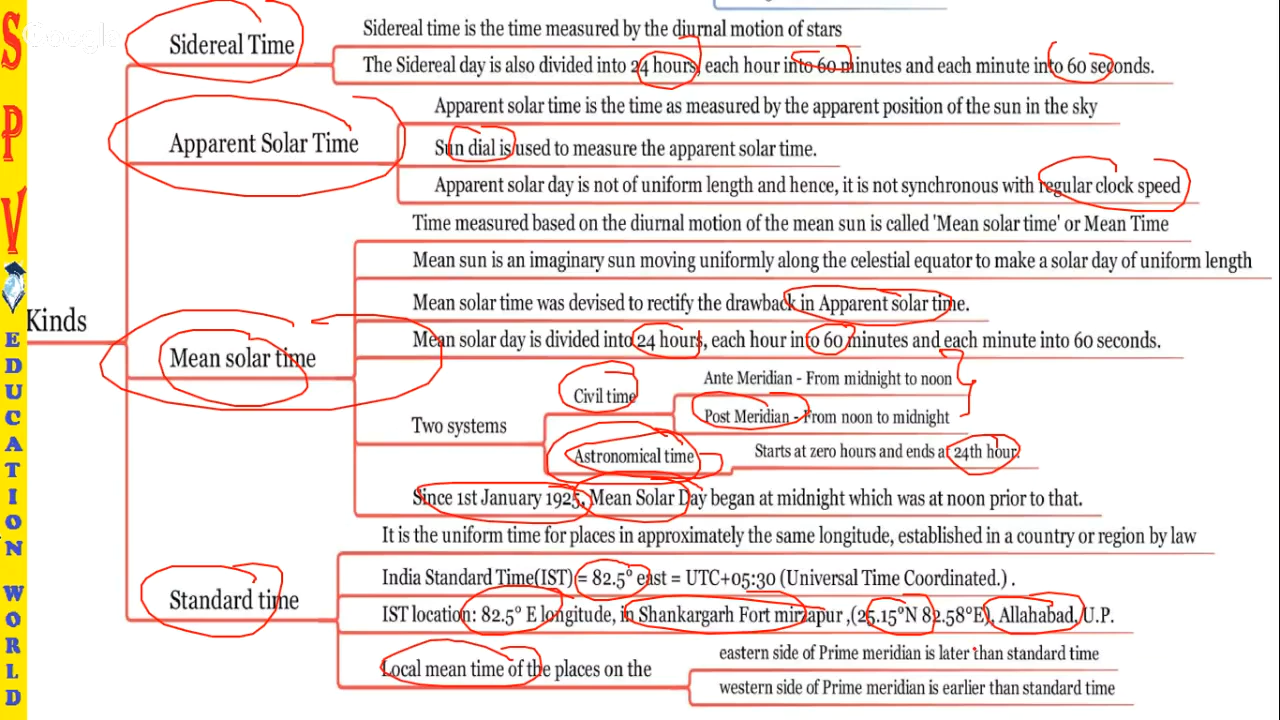 SPV EDUCATION WORLD
Google
Kinds
Sidereal Time
Sidereal time is the time measured by the diurnal motion of stars
The Sidereal day is also divided into 24 hours, each hour into 60 minutes and each minute into 60 seconds.
Apparent Solar Time
Apparent solar time is the time as measured by the apparent position of the sun in the sky
Sun dial is used to measure the apparent solar time.
Apparent solar day is not of uniform length and hence, it is not synchronous with regular clock speed
Mean solar time
Time measured based on the diurnal motion of the mean sun is called 'Mean solar time' or Mean Time
Mean sun is an imaginary sun moving uniformly along the celestial equator to make a solar day of uniform length
Mean solar time was devised to rectify the drawback in Apparent solar time.
Mean solar day is divided into 24 hours, each hour into 60 minutes and each minute into 60 seconds.
Two systems
Civil time
Ante Meridian - From midnight to noon
Post Meridian - From noon to midnight
Astronomical time
Starts at zero hours and ends at 24th hour.
Since 1st January 1925, Mean Solar Day began at midnight which was at noon prior to that.
Standard time
It is the uniform time for places in approximately the same longitude, established in a country or region by law
India Standard Time(IST) = 82.5° east = UTC+05:30 (Universal Time Coordinated.) .
IST location: 82.5° E longitude, in Shankargarh Fort mirzapur ,(25.15°N 82.58°E), Allahabad, U.P.
Local mean time of the places on the
eastern side of Prime meridian is later than standard time
western side of Prime meridian is earlier than standard time